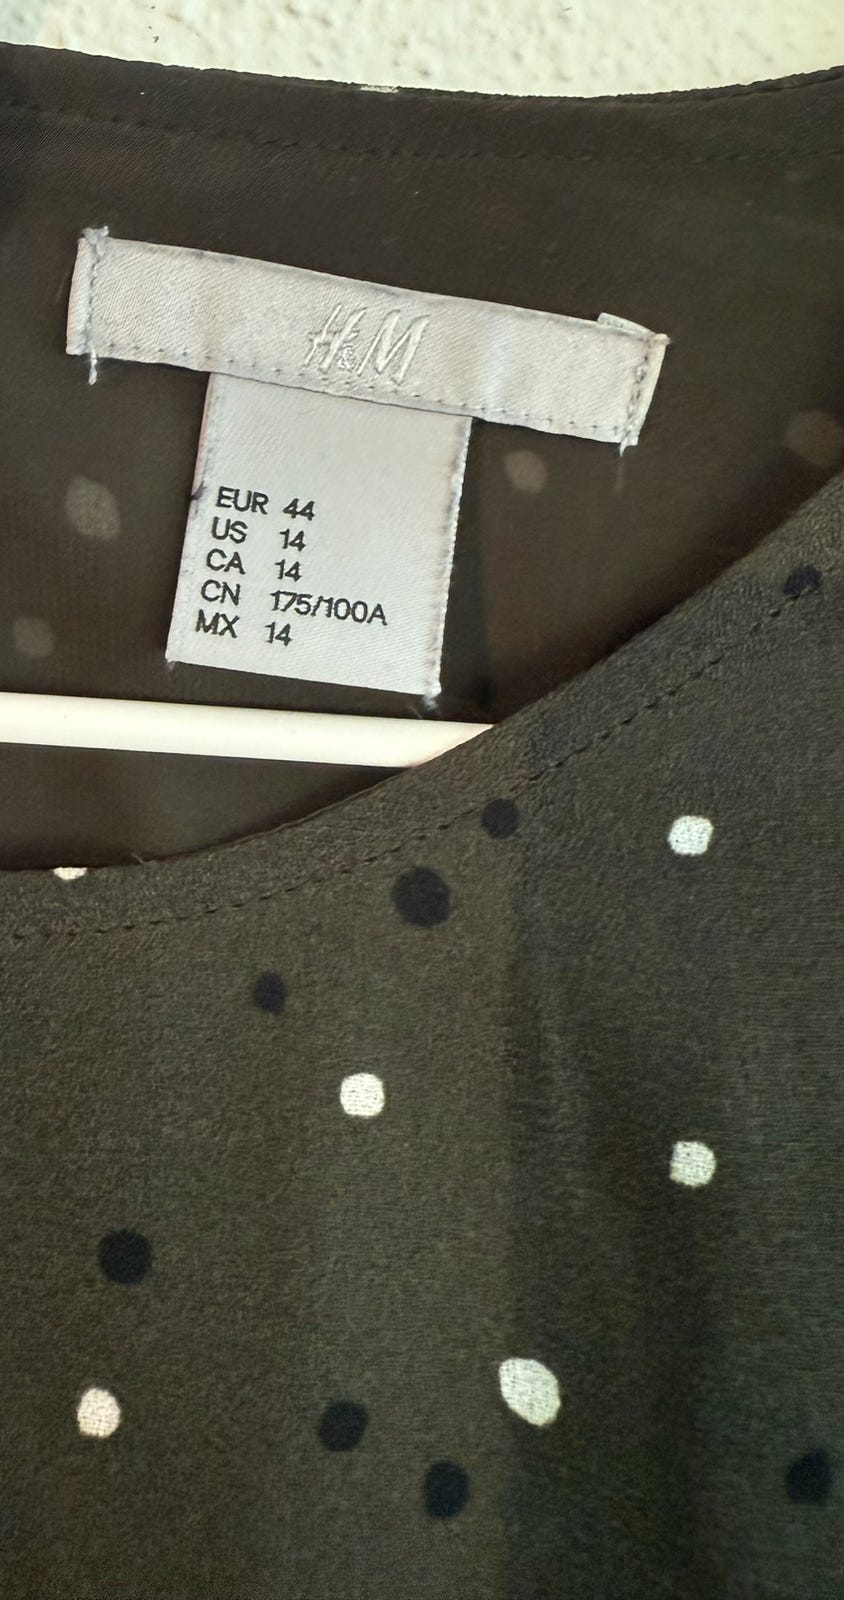 H&M
EUR 44
US 14
CA 14
CN 175/100A
MX 14